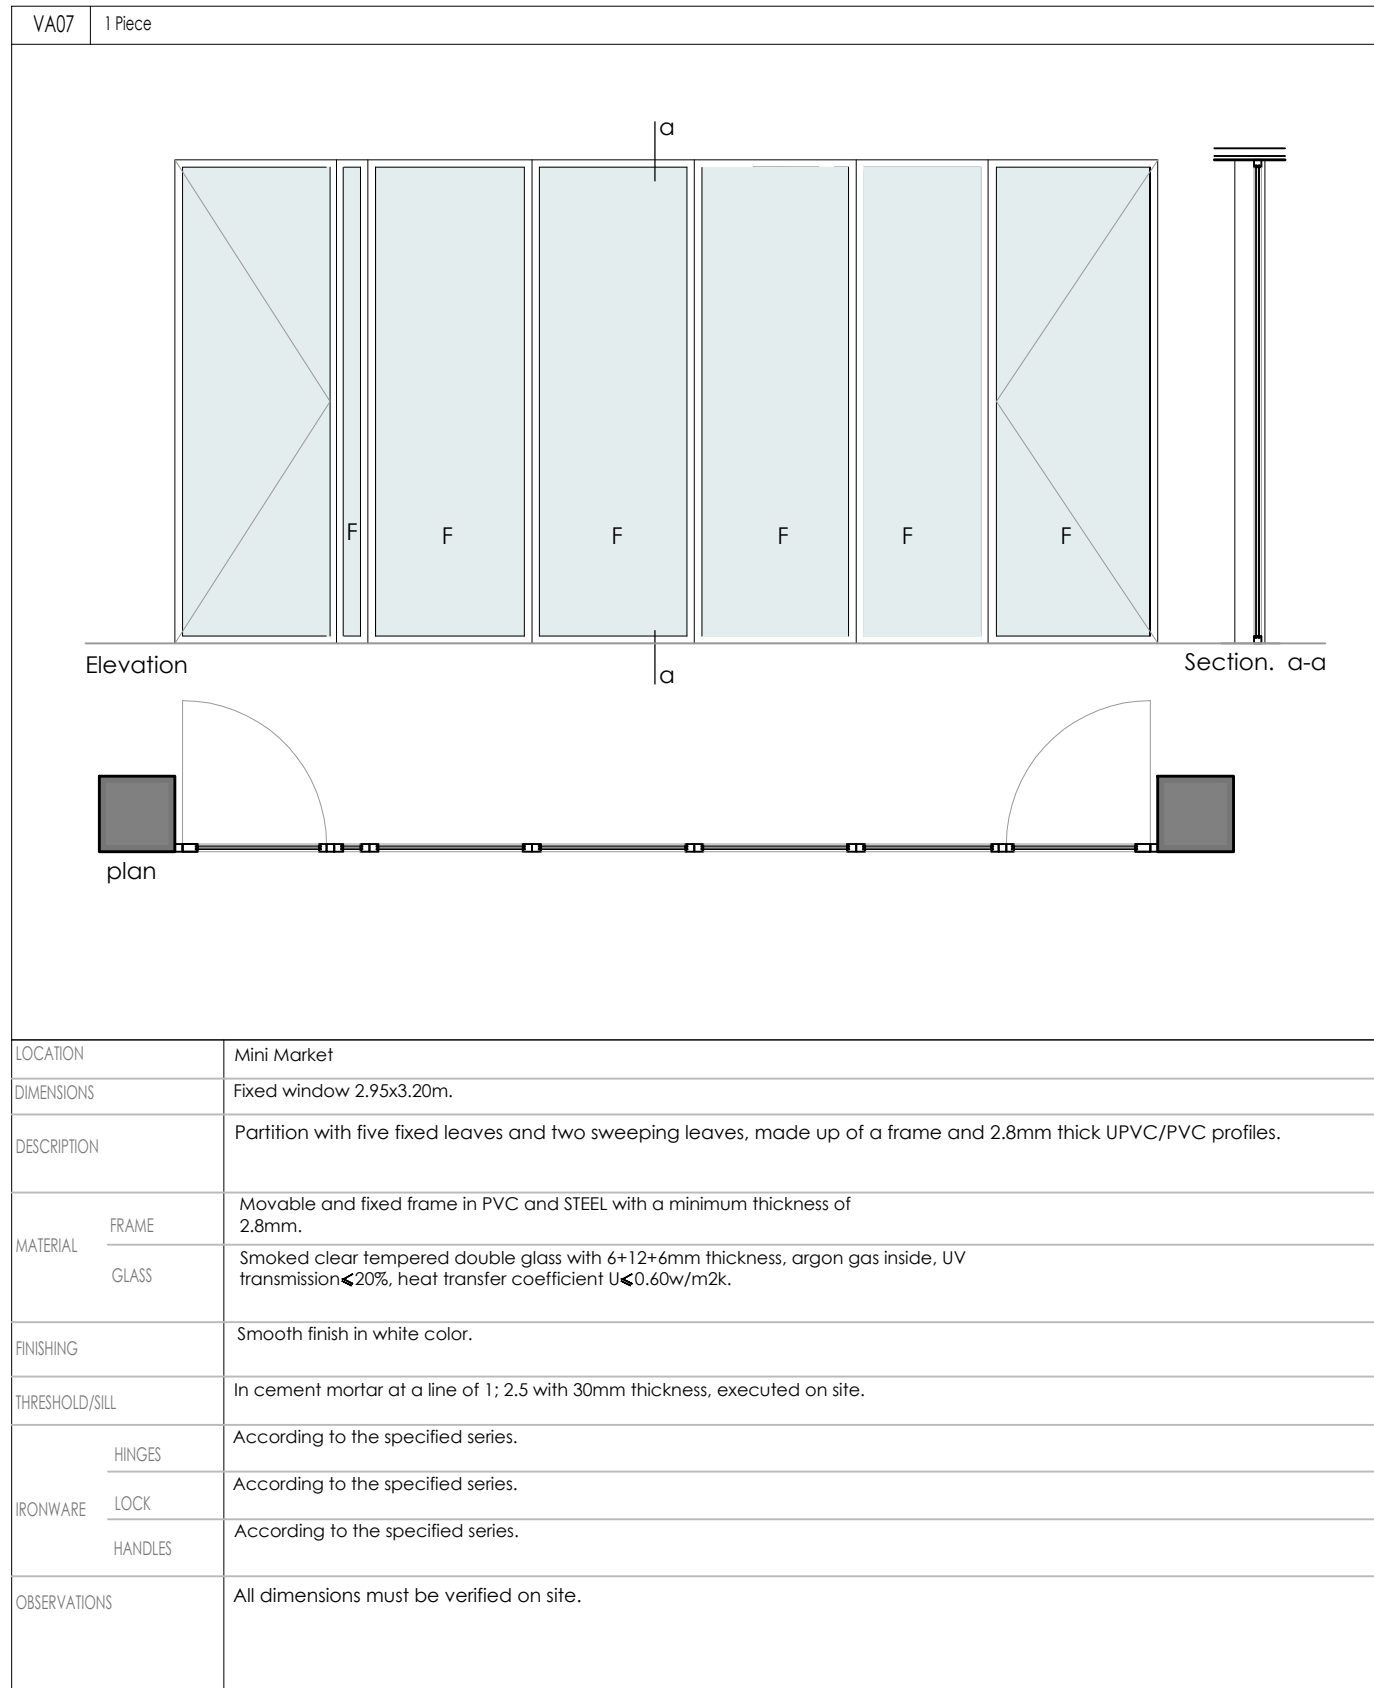 VA07 1 Piece
a
F F F F F F
Elevation
a
Section. a-a
plan
LOCATION Mini Market
DIMENSIONS Fixed window 2.95x3.20m.
DESCRIPTION Partition with five fixed leaves and two sweeping leaves, made up of a frame and 2.8mm thick UPVC/PVC profiles.
MATERIAL
FRAME Movable and fixed frame in PVC and STEEL with a minimum thickness of
2.8mm.
GLASS Smoked clear tempered double glass with 6+12+6mm thickness, argon gas inside, UV
transmission⩽20%, heat transfer coefficient U⩽0.60w/m2k.
FINISHING Smooth finish in white color.
THRESHOLD/SILL In cement mortar at a line of 1; 2.5 with 30mm thickness, executed on site.
IRONWARE
HINGES According to the specified series.
LOCK According to the specified series.
HANDLES According to the specified series.
OBSERVATIONS All dimensions must be verified on site.